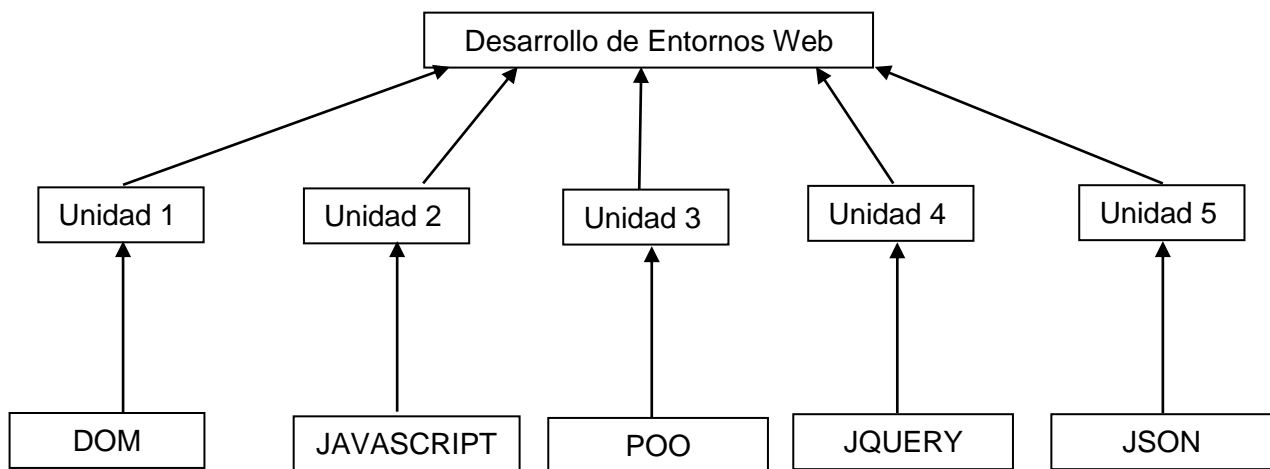 Desarrollo de Entornos Web
Unidad 1
Unidad 2
Unidad 3
Unidad 4
Unidad 5
DOM
JAVASCRIPT
POO
JQUERY
JSON